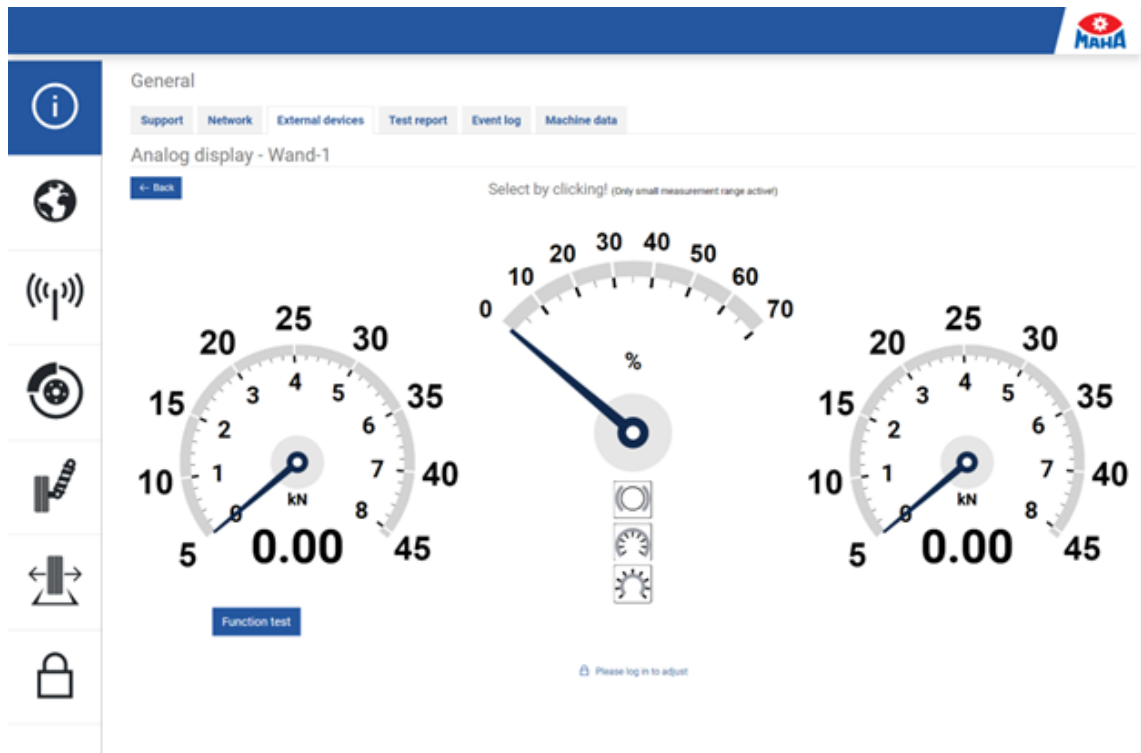 MAHA
General
Support Network External devices Test report Event log Machine data
Analog display - Wand-1
← Back
Select by clicking! (Only small measurement range active!)
0 10 20 30 40 50 60 70
%
5 10 15 20 25 30 35 40 45
0 1 2 3 4 5 6 7 8
kN
0.00
5 10 15 20 25 30 35 40 45
0 1 2 3 4 5 6 7 8
kN
0.00
Function test
Please log in to adjust